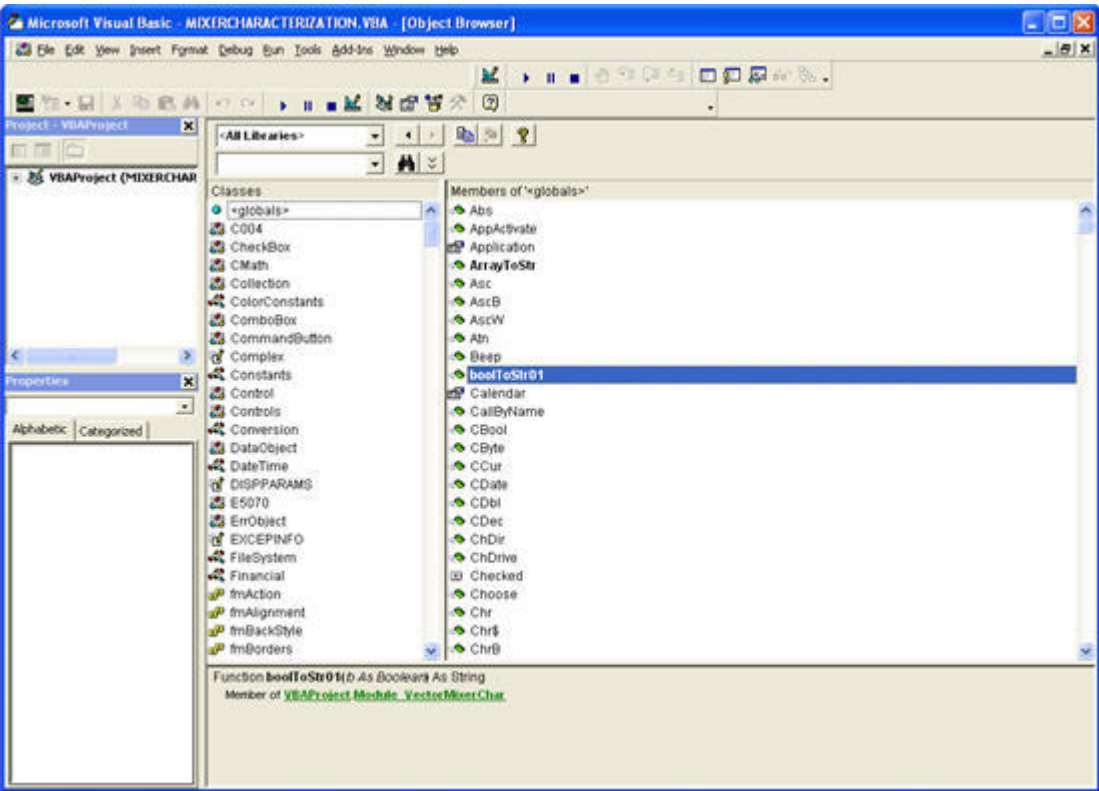 Microsoft Visual Basic - MIXERCHARACTERIZATION.VBA - [Object Browser]
File Edit View Insert Format Debug Run Tools Add-Ins Window Help
Project - VBAProject
VBAProject (MIXERCHAR
Properties
Alphabetic Categorized
<All Libraries>
Classes
<globals>
C004
CheckBox
CMath
Collection
ColorConstants
ComboBox
CommandButton
Complex
Constants
Control
Controls
Conversion
DataObject
DateTime
DISPPARAMS
E5070
ErrObject
EXCEPINFO
FileSystem
Financial
fmAction
fmAlignment
fmBackStyle
fmBorders
Members of '<globals>'
Abs
AppActivate
Application
ArrayToStr
Asc
AscB
AscW
Atn
Beep
boolToStr01
Calendar
CallByName
CBool
CByte
CCur
CDate
CDbl
CDec
ChDir
ChDrive
Checked
Choose
Chr
Chr$
ChrB
Function boolToStr01(b As Boolean) As String
Member of VBAProject.Module_VectorMixerChar